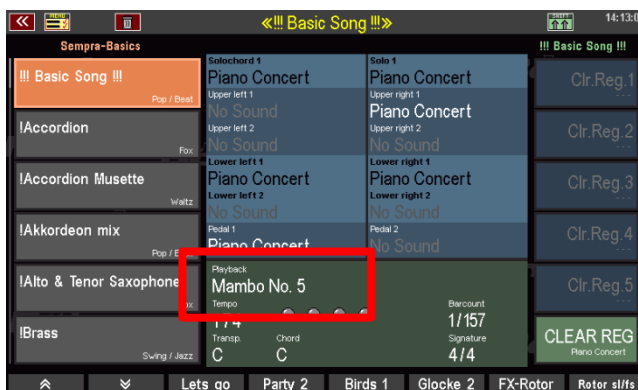 MENU
«!!! Basic Song !!!»
SHIFT
14:13:0
Sempra-Basics
!!! Basic Song !!!
!!! Basic Song !!!
Pop / Beat
!Accordion
Fox
!Accordion Musette
Waltz
!Akkordeon mix
Pop /
!Alto & Tenor Saxophone
!Brass
Swing / Jazz
Solochord 1
Piano Concert
Solo 1
Piano Concert
Upper left 1
No Sound
Upper right 1
Piano Concert
Upper left 2
No Sound
Upper right 2
No Sound
Lower left 1
Piano Concert
Lower right 1
Piano Concert
Lower left 2
No Sound
Lower right 2
No Sound
Pedal 1
Piano Concert
Pedal 2
No Sound
Playback
Mambo No. 5
Tempo
174
Barcount
1/157
Transp.
C
Chord
C
Signature
4/4
Clr.Reg.1
---
Clr.Reg.2
---
Clr.Reg.3
---
Clr.Reg.4
---
Clr.Reg.5
---
CLEAR REG
Piano Concert
Lets go
Party 2
Birds 1
Glocke 2
FX-Rotor
Rotor sl/fs